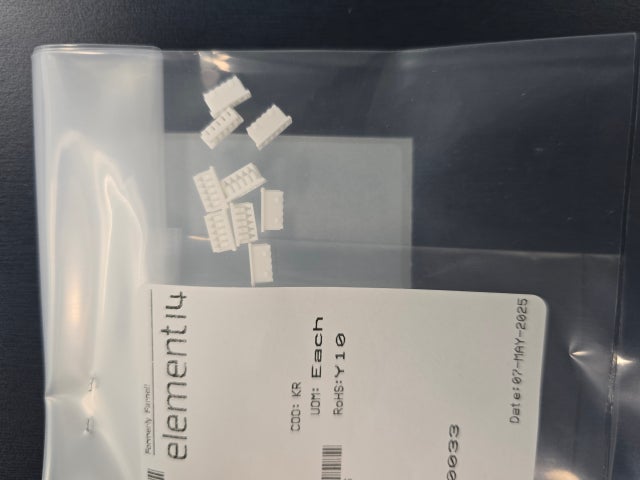 Formerly Farnell
element14
COO: KR
UOM: Each
RoHS: Y10
0033
Date: 07-MAY-2025